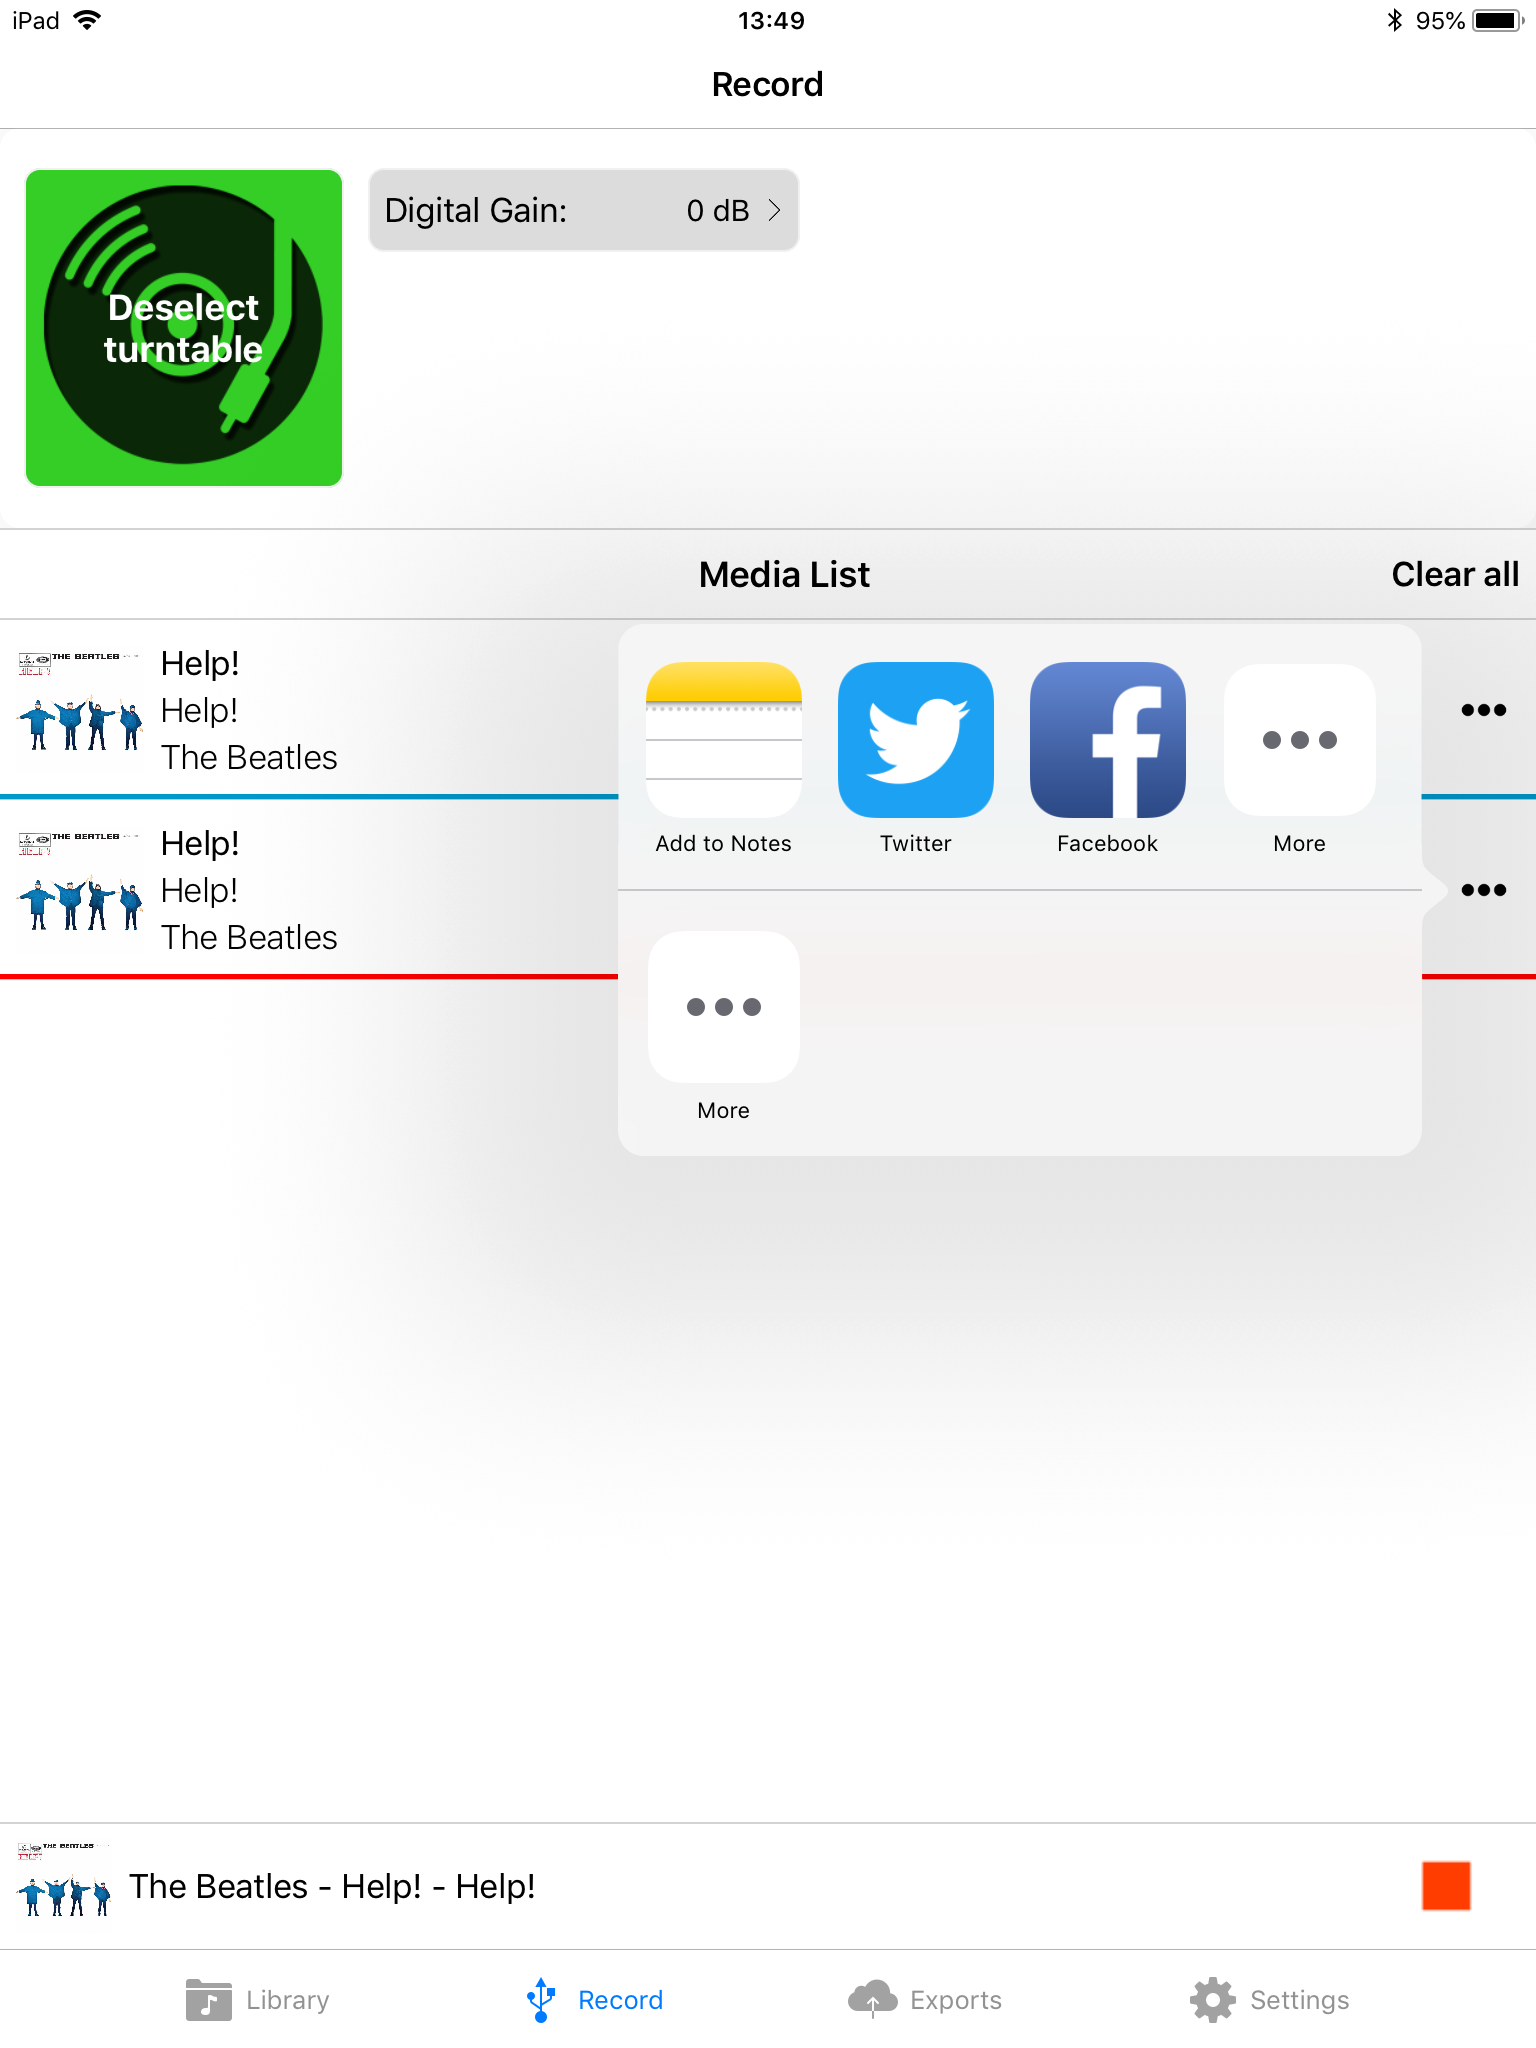 iPad
13:49
95%
Record
Deselect
turntable
Digital Gain:
0 dB
Media List
Clear all
THE BEATLES
Help!
Help!
The Beatles
Add to Notes
Twitter
Facebook
More
THE BEATLES
Help!
Help!
The Beatles
More
THE BEATLES
The Beatles - Help! - Help!
Library
Record
Exports
Settings